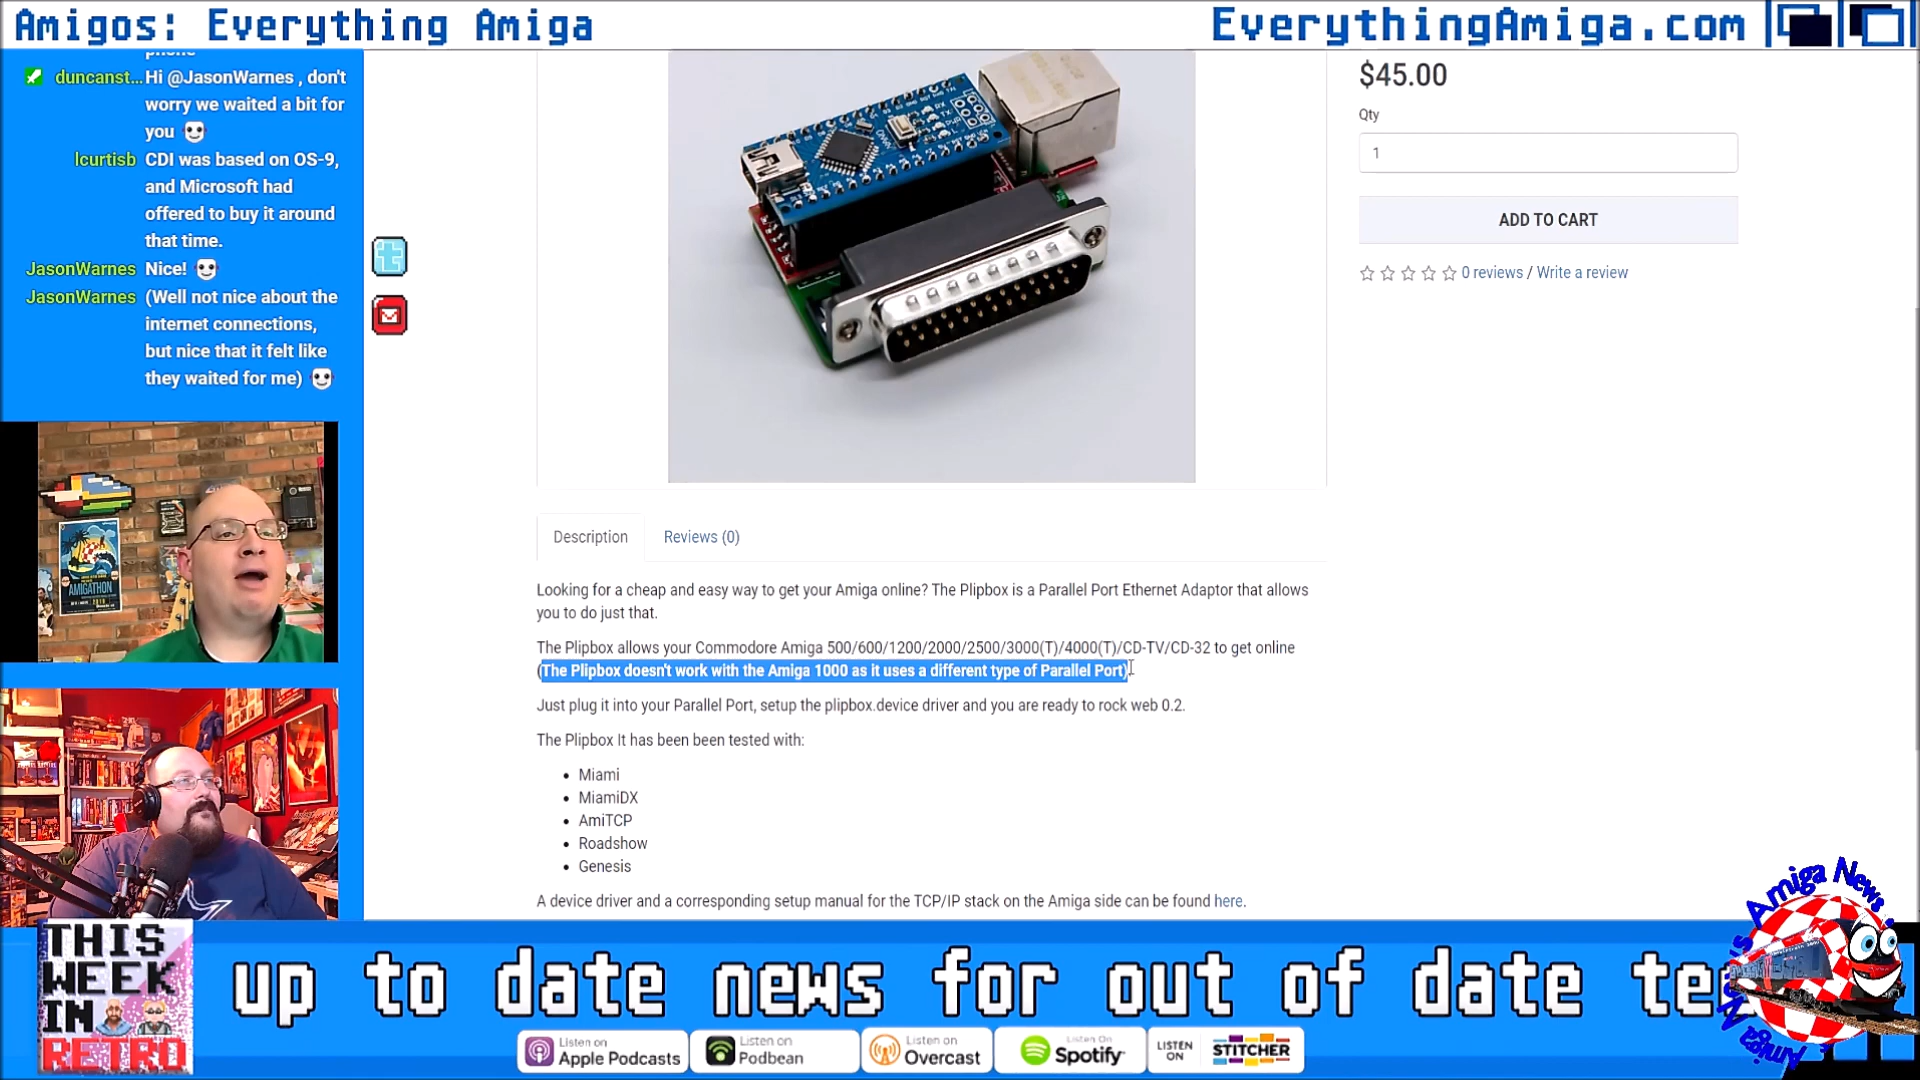 Amigos: Everything Amiga
EverythingAmiga.com
phone
duncanst... Hi @JasonWarnes , don't
worry we waited a bit for
you
lcurtisb CDI was based on OS-9,
and Microsoft had
offered to buy it around
that time.
JasonWarnes Nice!
JasonWarnes (Well not nice about the
internet connections,
but nice that it felt like
they waited for me)
$45.00
Qty
1
ADD TO CART
0 reviews / Write a review
Description
Reviews (0)
Looking for a cheap and easy way to get your Amiga online? The Plipbox is a Parallel Port Ethernet Adaptor that allows
you to do just that.
The Plipbox allows your Commodore Amiga 500/600/1200/2000/2500/3000(T)/4000(T)/CD-TV/CD-32 to get online
(The Plipbox doesn't work with the Amiga 1000 as it uses a different type of Parallel Port)
Just plug it into your Parallel Port, setup the plipbox.device driver and you are ready to rock web 0.2.
The Plipbox It has been been tested with:
• Miami
• MiamiDX
• AmiTCP
• Roadshow
• Genesis
A device driver and a corresponding setup manual for the TCP/IP stack on the Amiga side can be found here.
AMIGATHON
THIS
WEEK
IN
RETRO
up to date news for out of date te
Amiga News
Listen on
Apple Podcasts
Listen on
Podbean
Listen on
Overcast
Listen On
Spotify
LISTEN
ON
STITCHER